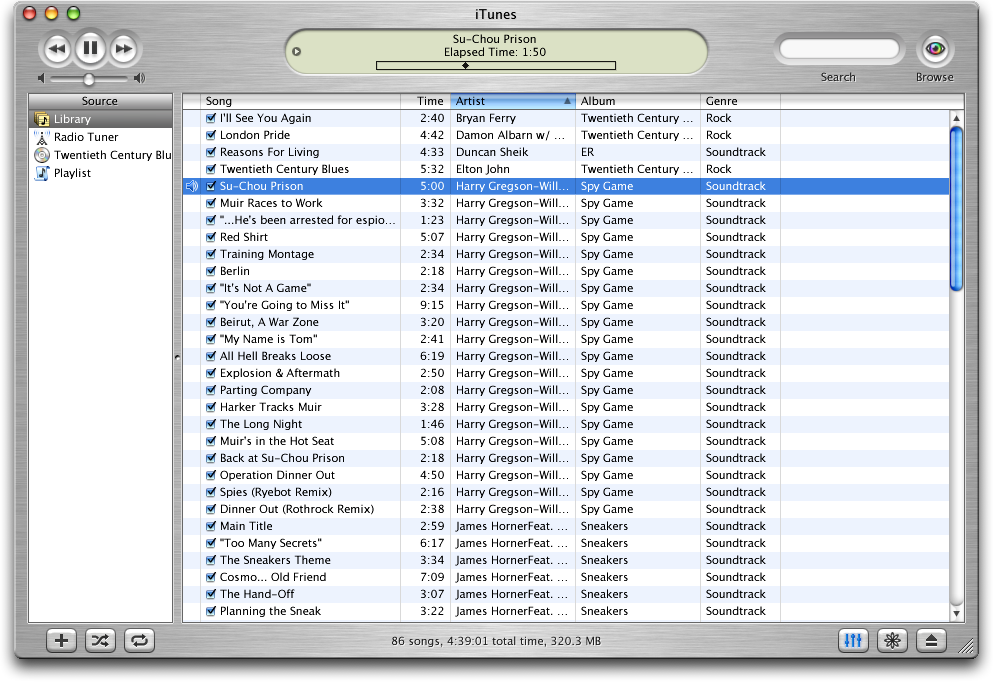 iTunes
Su-Chou Prison
Elapsed Time: 1:50
Search
Browse
Source
Library
Radio Tuner
Twentieth Century Blu
Playlist
Song Time Artist Album Genre
I'll See You Again 2:40 Bryan Ferry Twentieth Century ... Rock
London Pride 4:42 Damon Albarn w/ ... Twentieth Century ... Rock
Reasons For Living 4:33 Duncan Sheik ER Soundtrack
Twentieth Century Blues 5:32 Elton John Twentieth Century ... Rock
Su-Chou Prison 5:00 Harry Gregson-Will... Spy Game Soundtrack
Muir Races to Work 3:32 Harry Gregson-Will... Spy Game Soundtrack
"...He's been arrested for espio... 1:23 Harry Gregson-Will... Spy Game Soundtrack
Red Shirt 5:07 Harry Gregson-Will... Spy Game Soundtrack
Training Montage 2:34 Harry Gregson-Will... Spy Game Soundtrack
Berlin 2:18 Harry Gregson-Will... Spy Game Soundtrack
"It's Not A Game" 2:34 Harry Gregson-Will... Spy Game Soundtrack
"You're Going to Miss It" 9:15 Harry Gregson-Will... Spy Game Soundtrack
Beirut, A War Zone 3:20 Harry Gregson-Will... Spy Game Soundtrack
"My Name is Tom" 2:41 Harry Gregson-Will... Spy Game Soundtrack
All Hell Breaks Loose 6:19 Harry Gregson-Will... Spy Game Soundtrack
Explosion & Aftermath 2:50 Harry Gregson-Will... Spy Game Soundtrack
Parting Company 2:08 Harry Gregson-Will... Spy Game Soundtrack
Harker Tracks Muir 3:28 Harry Gregson-Will... Spy Game Soundtrack
The Long Night 1:46 Harry Gregson-Will... Spy Game Soundtrack
Muir's in the Hot Seat 5:08 Harry Gregson-Will... Spy Game Soundtrack
Back at Su-Chou Prison 2:18 Harry Gregson-Will... Spy Game Soundtrack
Operation Dinner Out 4:50 Harry Gregson-Will... Spy Game Soundtrack
Spies (Ryebot Remix) 2:16 Harry Gregson-Will... Spy Game Soundtrack
Dinner Out (Rothrock Remix) 2:38 Harry Gregson-Will... Spy Game Soundtrack
Main Title 2:59 James HornerFeat. ... Sneakers Soundtrack
"Too Many Secrets" 6:17 James HornerFeat. ... Sneakers Soundtrack
The Sneakers Theme 3:34 James HornerFeat. ... Sneakers Soundtrack
Cosmo... Old Friend 7:09 James HornerFeat. ... Sneakers Soundtrack
The Hand-Off 3:07 James HornerFeat. ... Sneakers Soundtrack
Planning the Sneak 3:22 James HornerFeat. ... Sneakers Soundtrack
86 songs, 4:39:01 total time, 320.3 MB